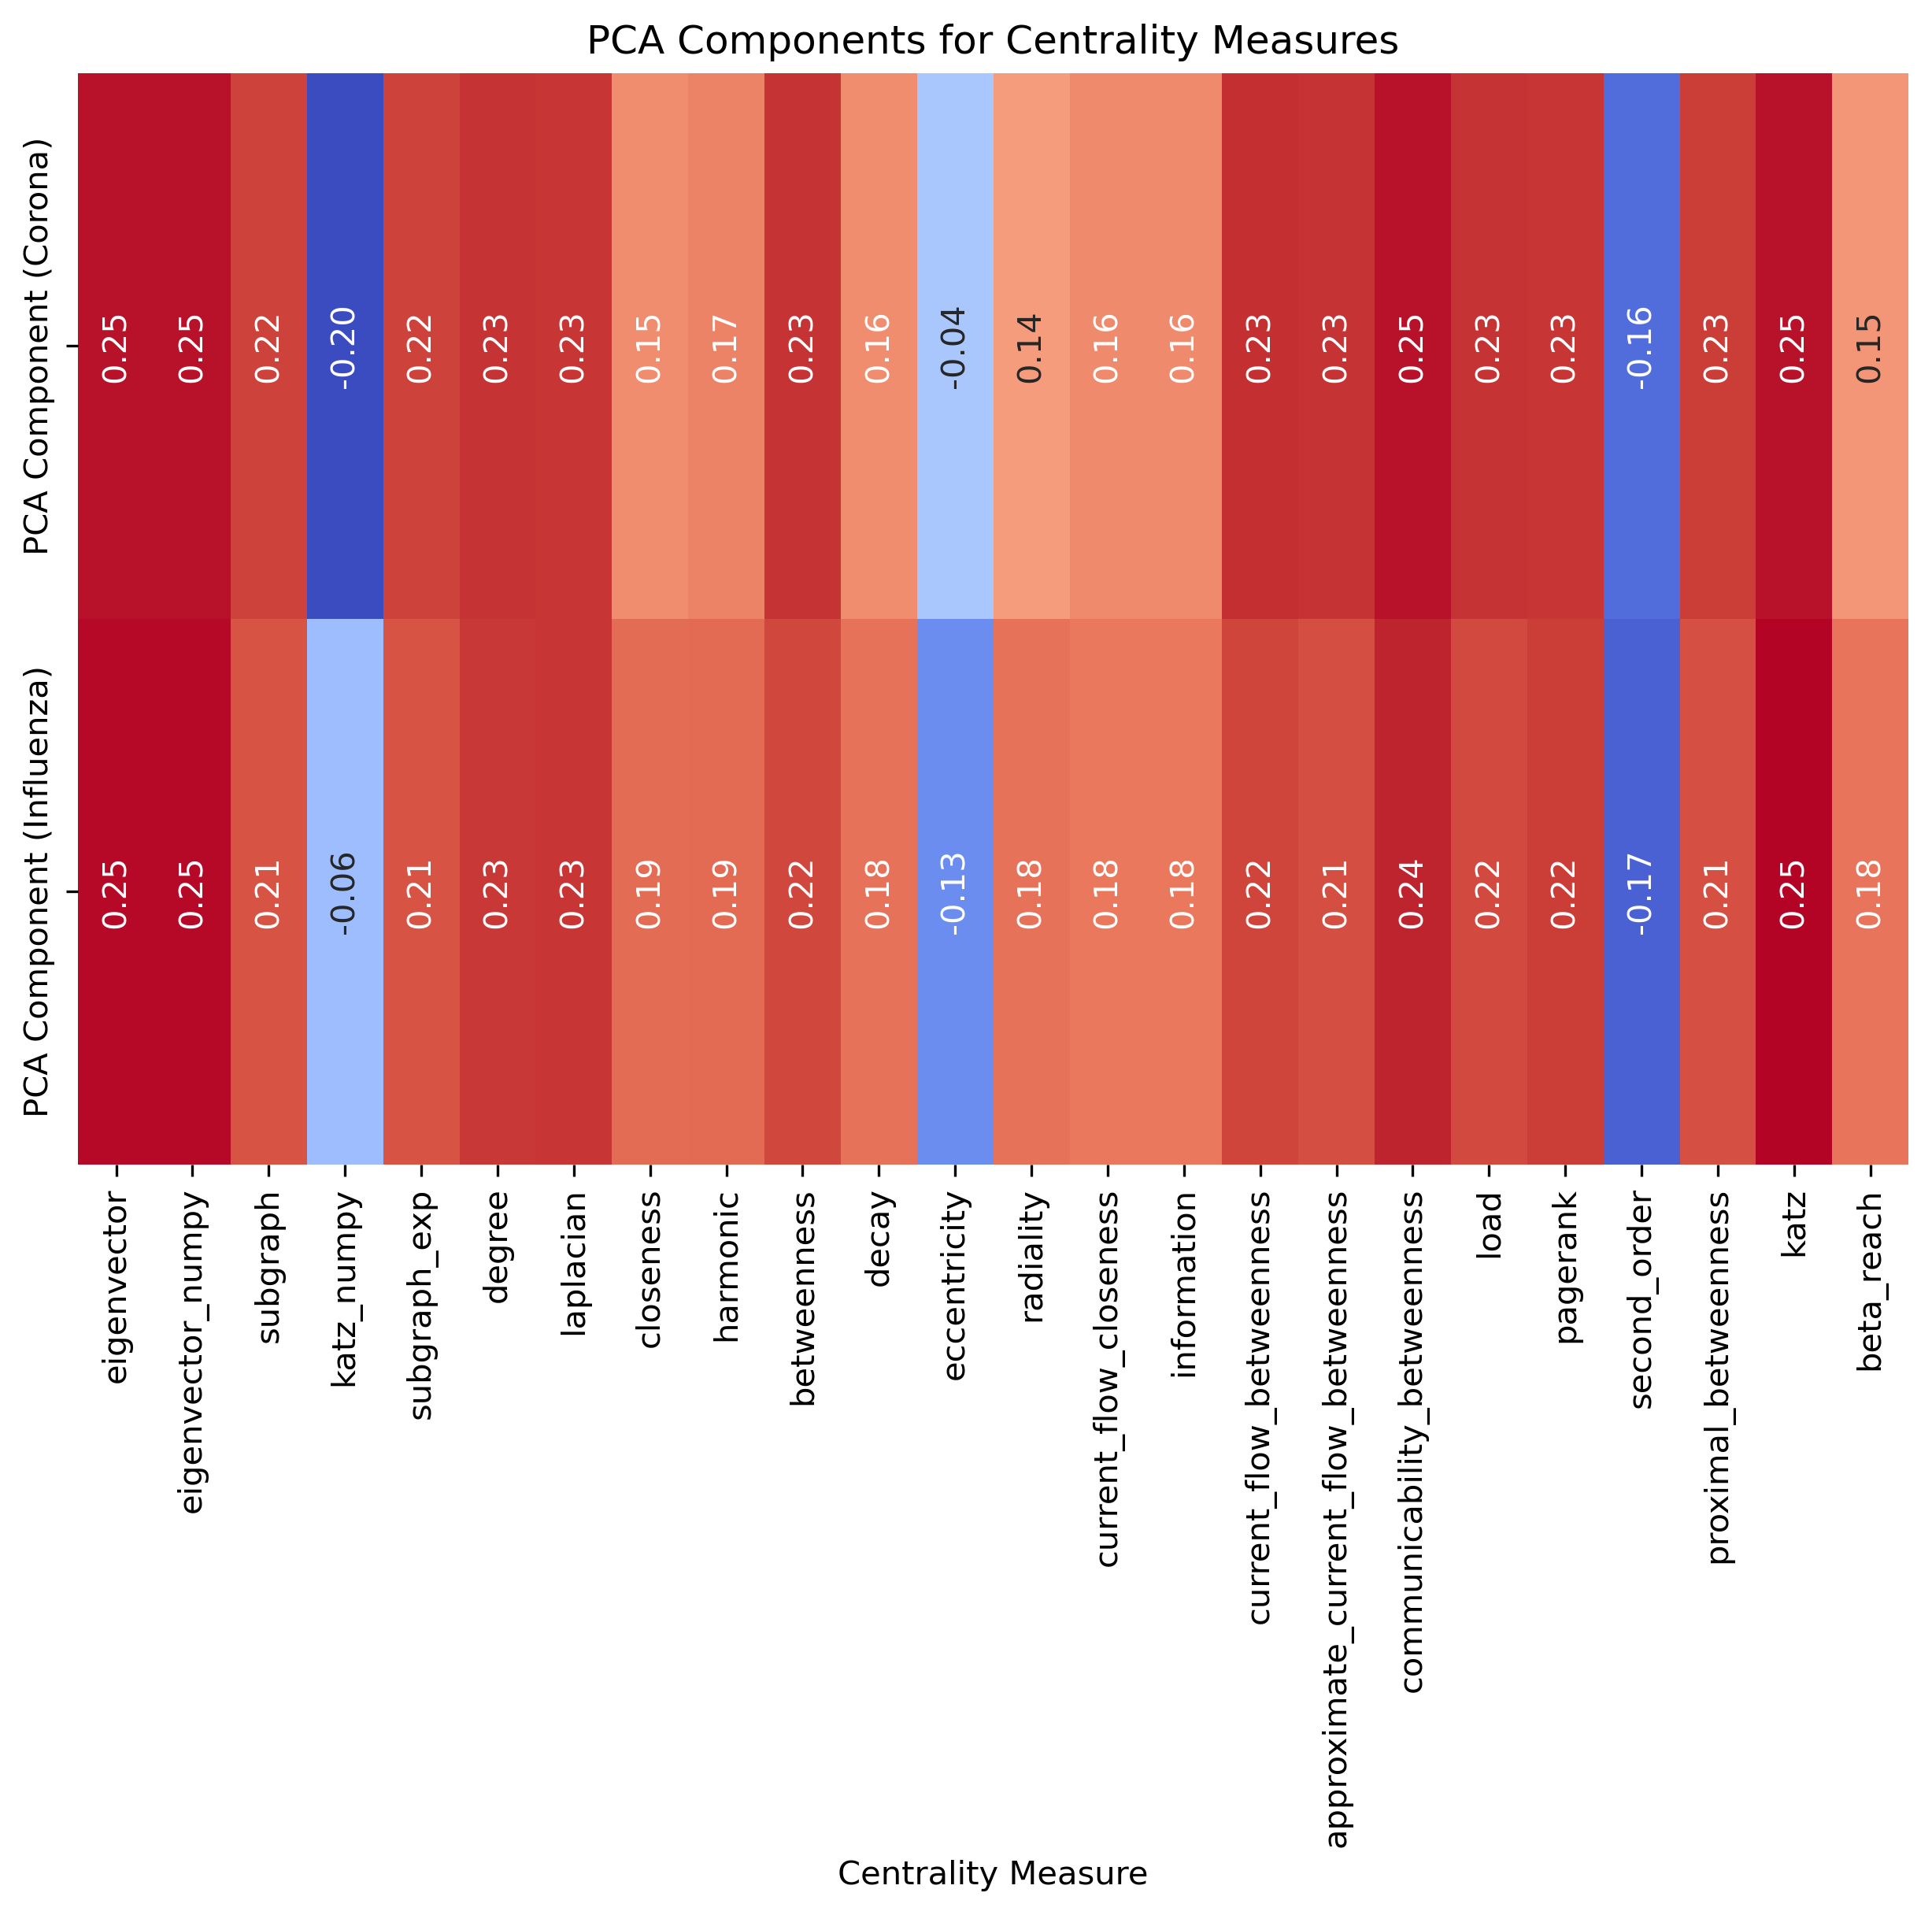 PCA Components for Centrality Measures
PCA Component (Corona)
0.25 0.25 0.22 -0.20 0.22 0.23 0.23 0.15 0.17 0.23 0.16 -0.04 0.14 0.16 0.16 0.23 0.23 0.25 0.23 0.23 -0.16 0.23 0.25 0.15
PCA Component (Influenza)
0.25 0.25 0.21 -0.06 0.21 0.23 0.23 0.19 0.19 0.22 0.18 -0.13 0.18 0.18 0.18 0.22 0.21 0.24 0.22 0.22 -0.17 0.21 0.25 0.18
eigenvector
eigenvector_numpy
subgraph
katz_numpy
subgraph_exp
degree
laplacian
closeness
harmonic
betweenness
decay
eccentricity
radiality
current_flow_closeness
information
current_flow_betweenness
approximate_current_flow_betweenness
communicability_betweenness
load
pagerank
second_order
proximal_betweenness
katz
beta_reach
Centrality Measure